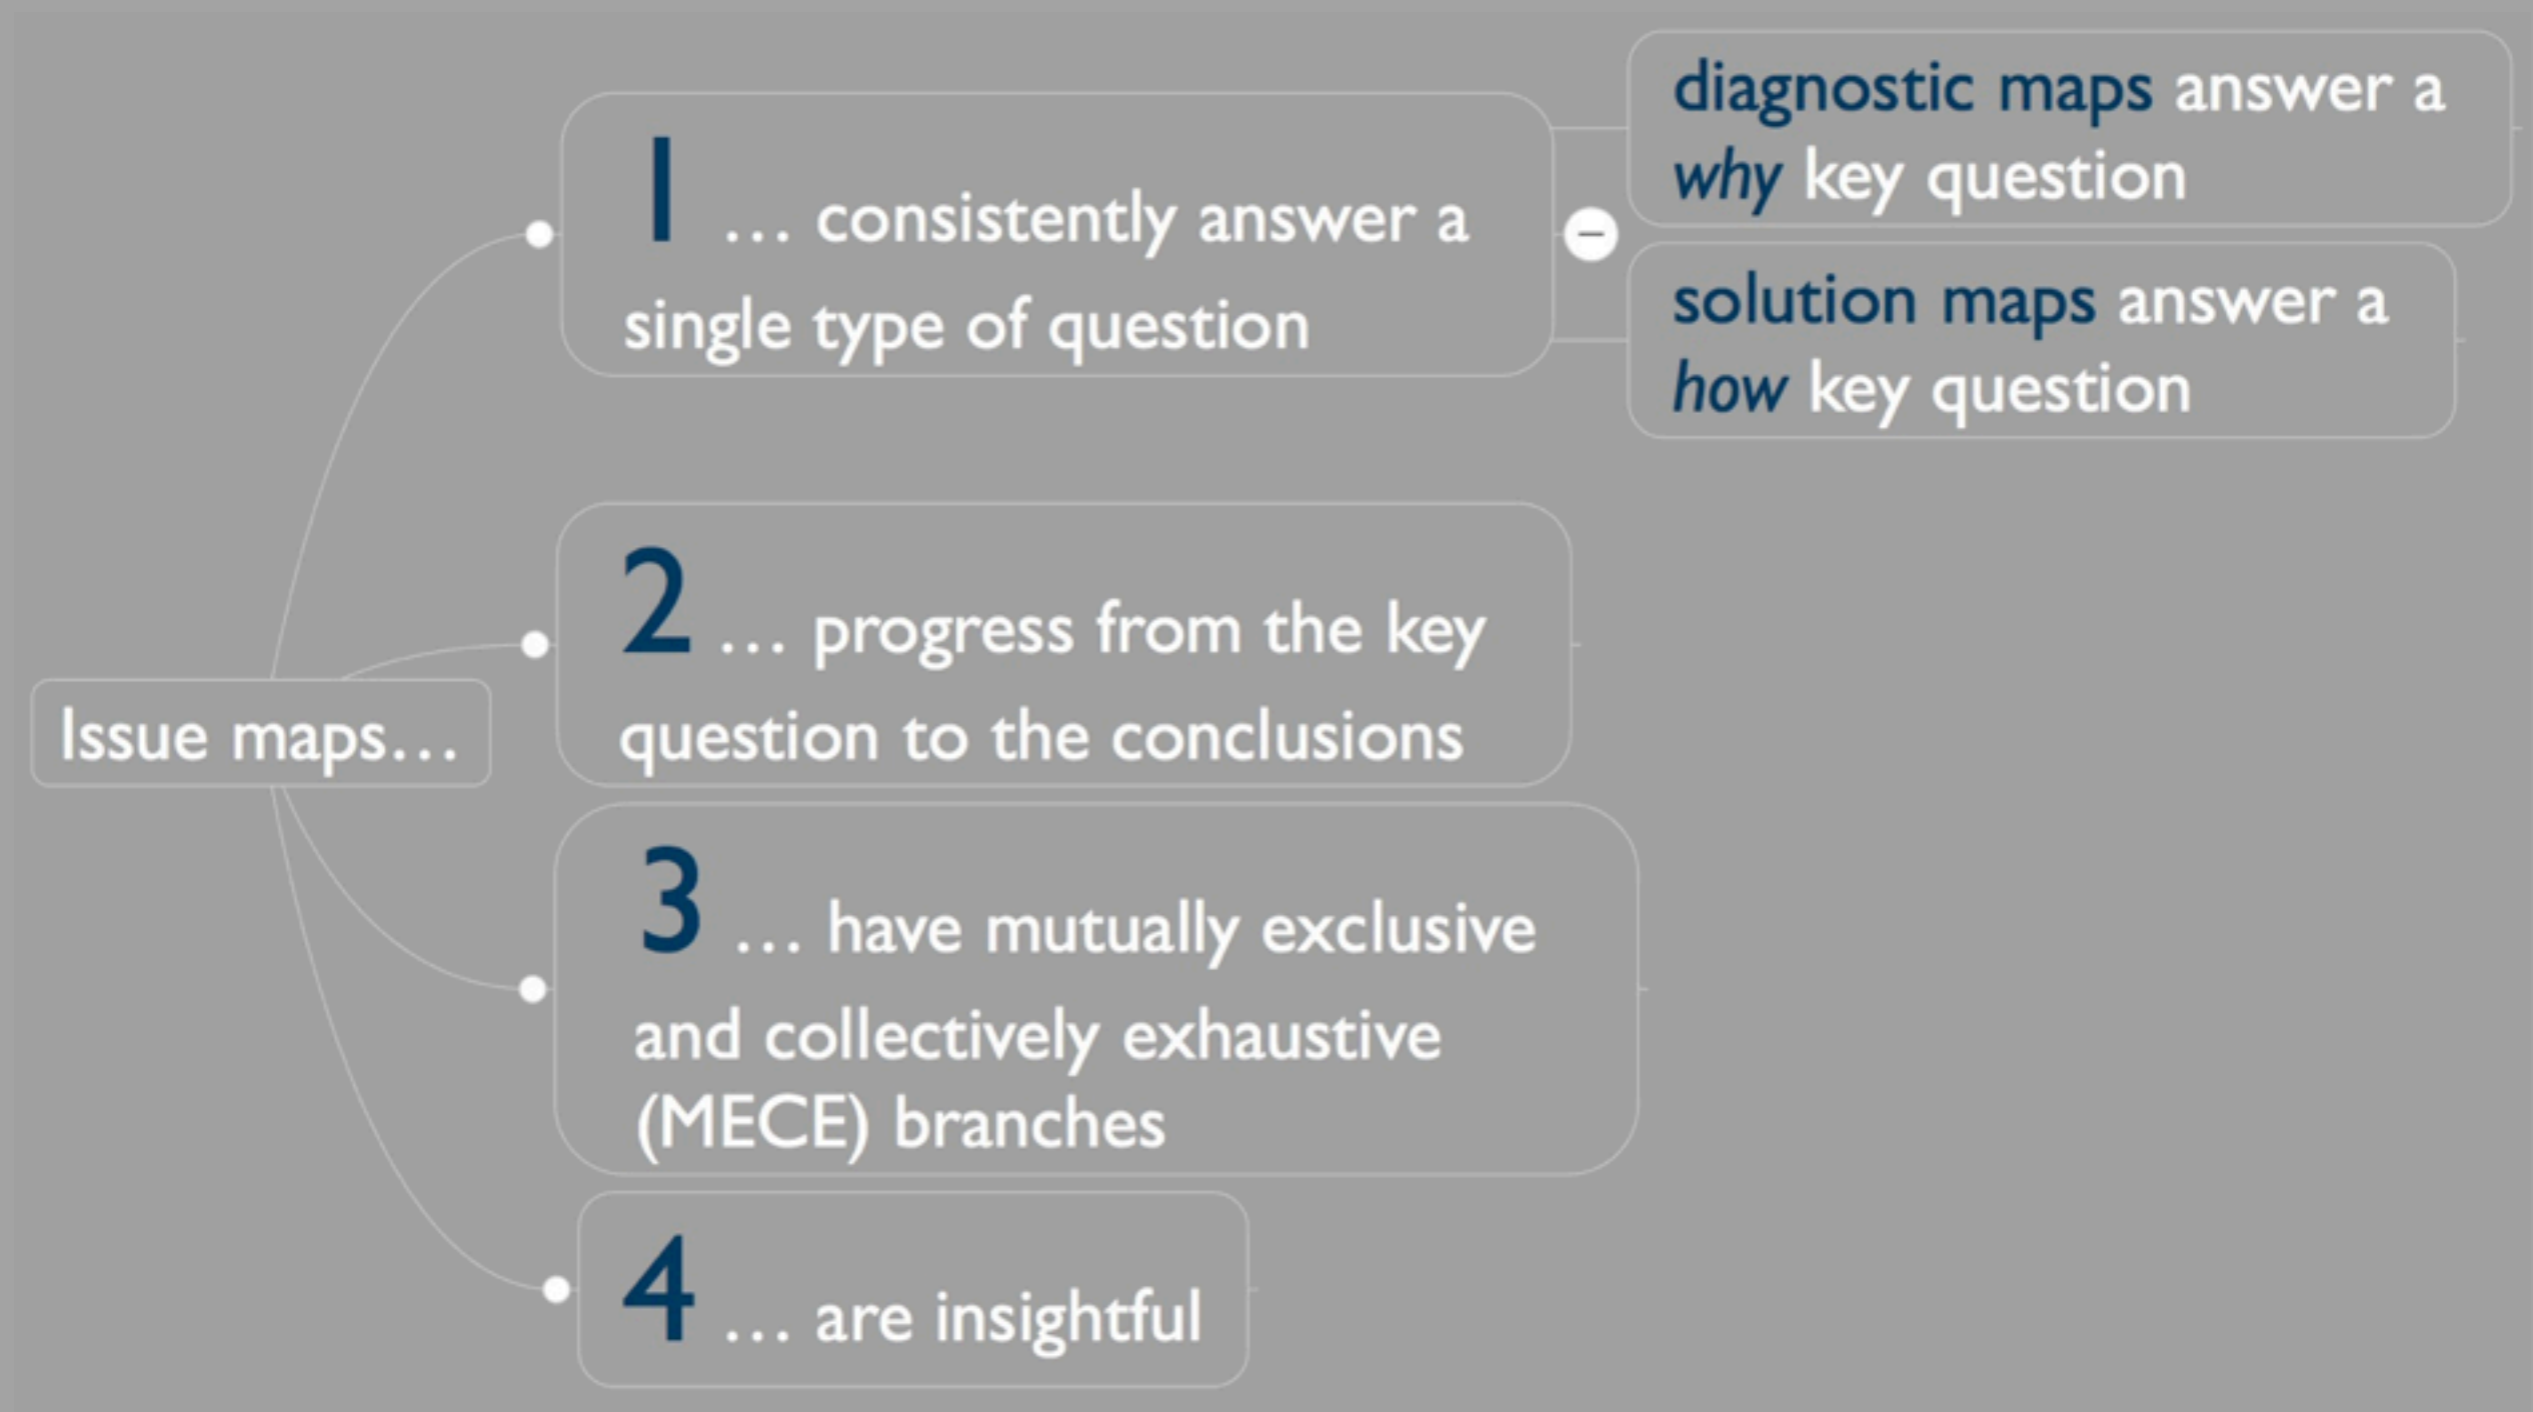 Issue maps…
1 … consistently answer a
single type of question
diagnostic maps answer a
why key question
solution maps answer a
how key question
2 … progress from the key
question to the conclusions
3 … have mutually exclusive
and collectively exhaustive
(MECE) branches
4 … are insightful